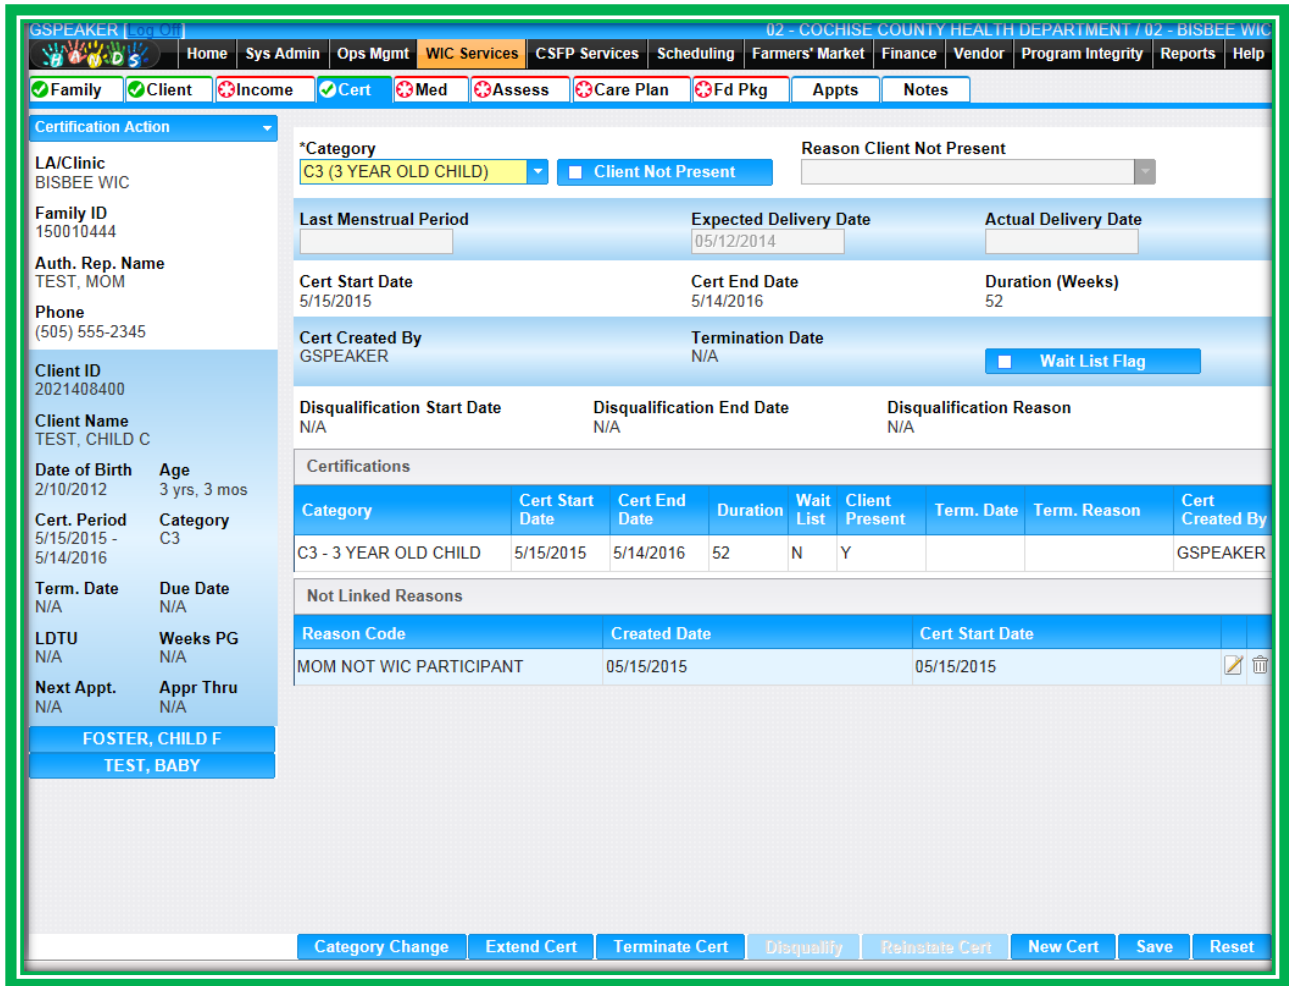 GSPEAKER [Log Off] 02 - COCHISE COUNTY HEALTH DEPARTMENT / 02 - BISBEE WIC
HANDS Home Sys Admin Ops Mgmt WIC Services CSFP Services Scheduling Farmers' Market Finance Vendor Program Integrity Reports Help
Family Client Income Cert Med Assess Care Plan Fd Pkg Appts Notes
Certification Action
LA/Clinic
BISBEE WIC
Family ID
150010444
Auth. Rep. Name
TEST, MOM
Phone
(505) 555-2345
Client ID
2021408400
Client Name
TEST, CHILD C
Date of Birth Age
2/10/2012 3 yrs, 3 mos
Cert. Period Category
5/15/2015 - C3
5/14/2016
Term. Date Due Date
N/A N/A
LDTU Weeks PG
N/A N/A
Next Appt. Appr Thru
N/A N/A
FOSTER, CHILD F
TEST, BABY
*Category Reason Client Not Present
C3 (3 YEAR OLD CHILD) Client Not Present
Last Menstrual Period Expected Delivery Date Actual Delivery Date
05/12/2014
Cert Start Date Cert End Date Duration (Weeks)
5/15/2015 5/14/2016 52
Cert Created By Termination Date
GSPEAKER N/A Wait List Flag
Disqualification Start Date Disqualification End Date Disqualification Reason
N/A N/A N/A
Certifications
Category Cert Start Date Cert End Date Duration Wait List Client Present Term. Date Term. Reason Cert Created By
C3 - 3 YEAR OLD CHILD 5/15/2015 5/14/2016 52 N Y GSPEAKER
Not Linked Reasons
Reason Code Created Date Cert Start Date
MOM NOT WIC PARTICIPANT 05/15/2015 05/15/2015
Category Change Extend Cert Terminate Cert Disqualify Reinstate Cert New Cert Save Reset